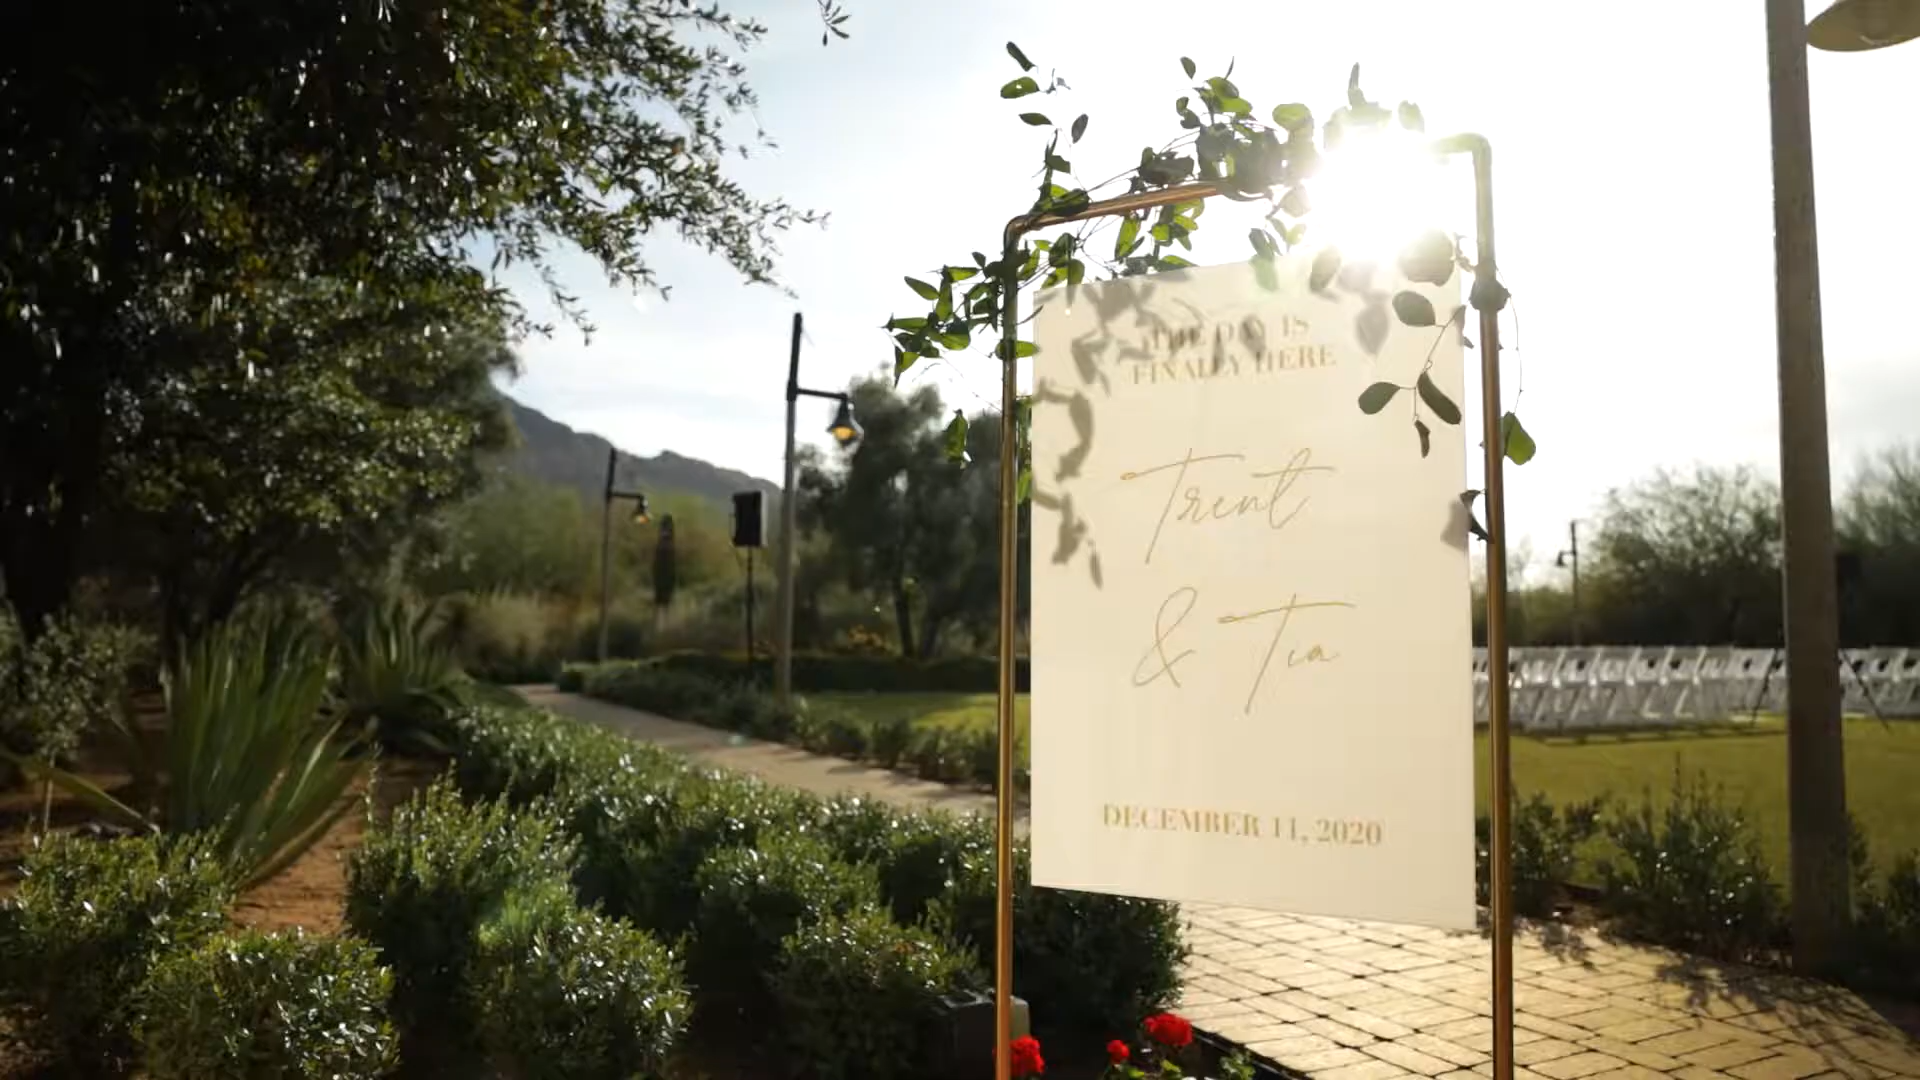 THE DAY IS
FINALLY HERE
Trent
& Tia
DECEMBER 11, 2020